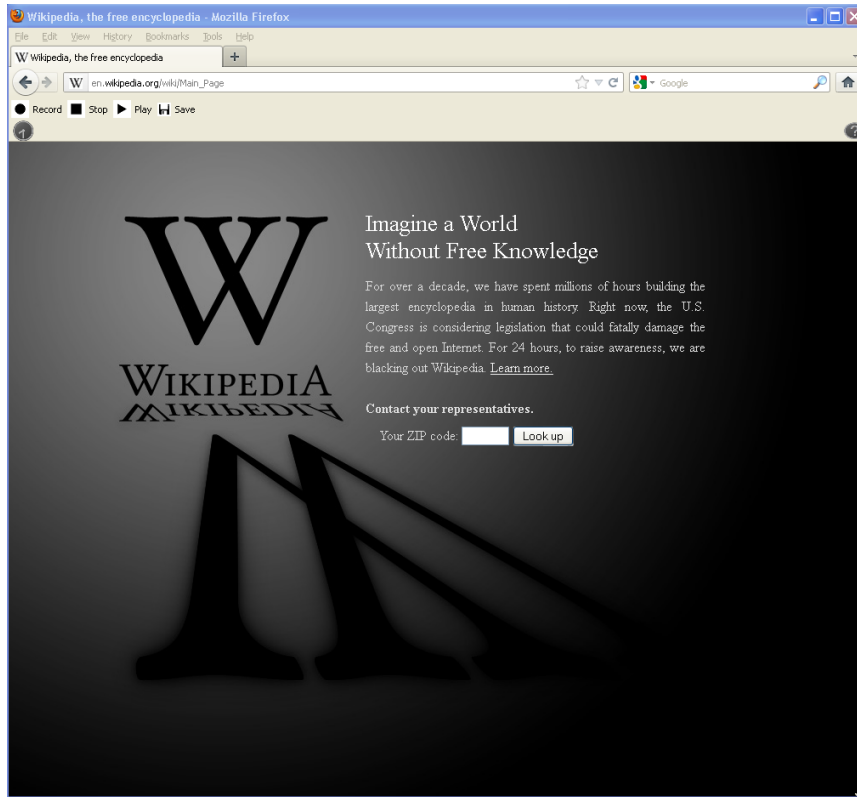 Wikipedia, the free encyclopedia - Mozilla Firefox
File Edit View History Bookmarks Tools Help
W Wikipedia, the free encyclopedia +
W en.wikipedia.org/wiki/Main_Page Google
Record Stop Play Save
W
Imagine a World
Without Free Knowledge
For over a decade, we have spent millions of hours building the
largest encyclopedia in human history. Right now, the U.S.
Congress is considering legislation that could fatally damage the
free and open Internet. For 24 hours, to raise awareness, we are
blacking out Wikipedia. Learn more.
WIKIPEDIA
Contact your representatives.
Your ZIP code: Look up